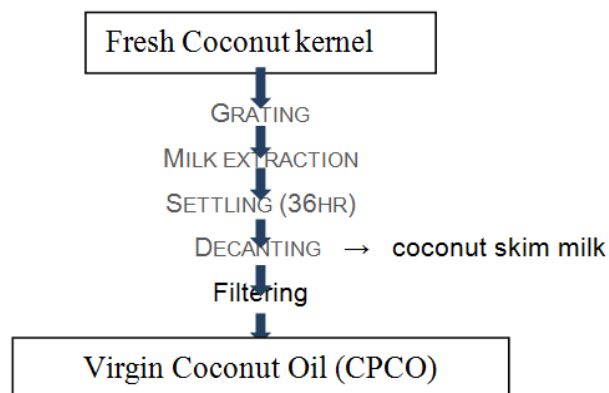 Fresh Coconut kernel
GRATING
MILK EXTRACTION
SETTLING (36HR)
DECANTING → coconut skim milk
Filtering
Virgin Coconut Oil (CPCO)